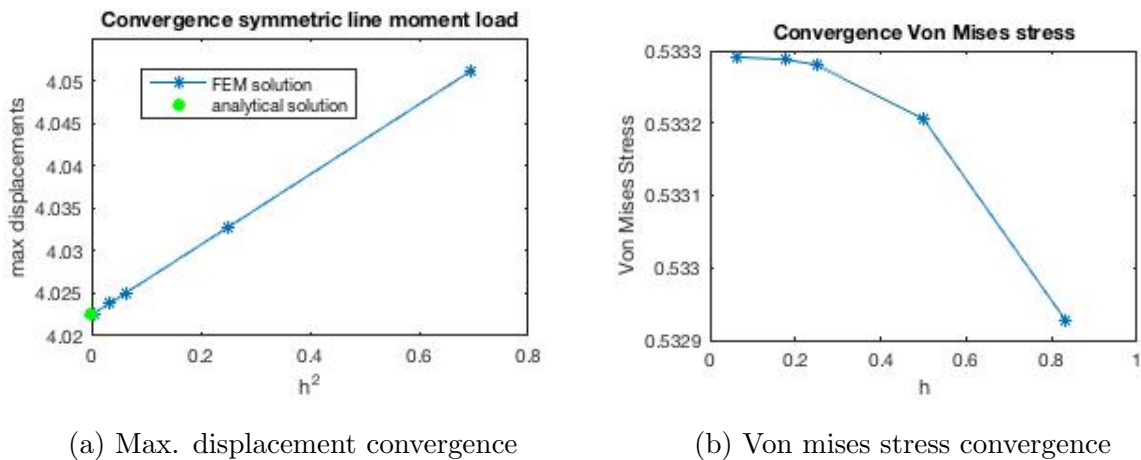 Convergence symmetric line moment load
4.05
4.045
4.04
4.035
4.03
4.025
4.02
max displacements
FEM solution
analytical solution
0
0.2
0.4
0.6
0.8
h²
(a) Max. displacement convergence
Convergence Von Mises stress
0.5333
0.5332
0.5331
0.533
0.5329
Von Mises Stress
0
0.2
0.4
0.6
0.8
1
h
(b) Von mises stress convergence